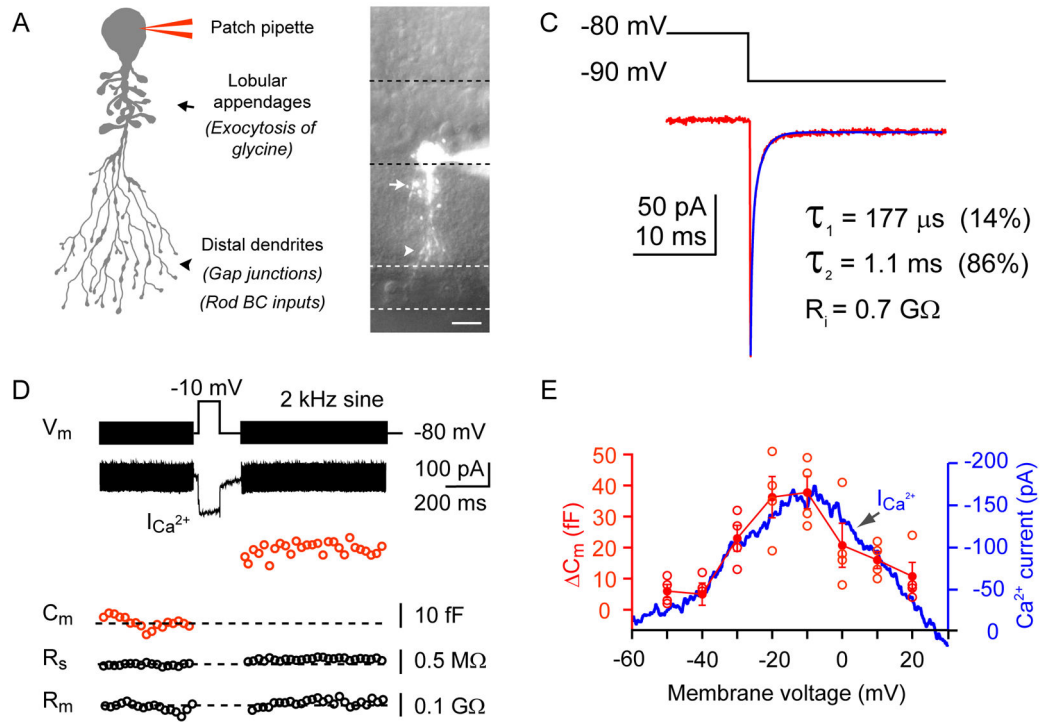 A
Patch pipette
Lobular
appendages
(Exocytosis of
glycine)
Distal dendrites
(Gap junctions)
(Rod BC inputs)
C
-80 mV
-90 mV
50 pA
10 ms
τ1 = 177 μs (14%)
τ2 = 1.1 ms (86%)
Ri = 0.7 GΩ
D
-10 mV
2 kHz sine
Vm
-80 mV
100 pA
200 ms
ICa2+
Cm
10 fF
Rs
0.5 MΩ
Rm
0.1 GΩ
E
ΔCm (fF)
50
40
30
20
10
0
ICa2+
-200
-150
-100
-50
0
Ca2+ current (pA)
-60
-40
-20
0
20
Membrane voltage (mV)